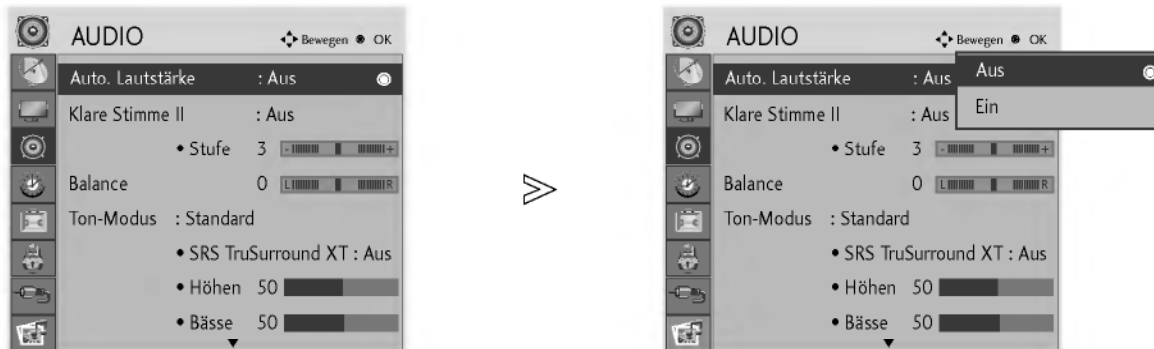 AUDIO Bewegen OK
Auto. Lautstärke : Aus
Klare Stimme II : Aus
• Stufe 3 - +
Balance 0 L R
Ton-Modus : Standard
• SRS TruSurround XT : Aus
• Höhen 50
• Bässe 50
AUDIO Bewegen OK
Auto. Lautstärke : Aus
Aus
Ein
Klare Stimme II : Aus
• Stufe 3 - +
Balance 0 L R
Ton-Modus : Standard
• SRS TruSurround XT : Aus
• Höhen 50
• Bässe 50